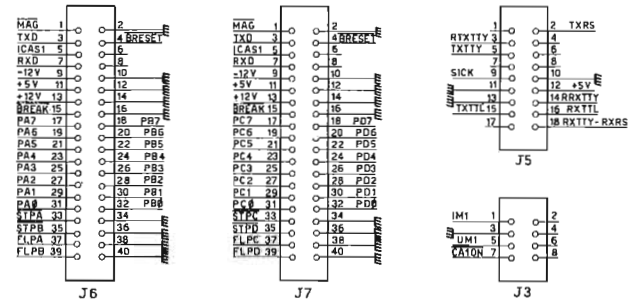 MAG 1 2
TXD 3 4 BRESET
ICAS1 5 6
RXD 7 8
-12V 9 10
+5V 11 12
+12V 13 14
BREAK 15 16
PA7 17 18 PB7
PA6 19 20 PB6
PA5 21 22 PB5
PA4 23 24 PB4
PA3 25 26 PB3
PA2 27 28 PB2
PA1 29 30 PB1
PAØ 31 32 PBØ
STPA 33 34
STPB 35 36
FLPA 37 38
FLPB 39 40
J6
MAG 1 2
TXD 3 4 BRESET
ICAS1 5 6
RXD 7 8
-12V 9 10
+5V 11 12
+12V 13 14
BREAK 15 16
PC7 17 18 PD7
PC6 19 20 PD6
PC5 21 22 PD5
PC4 23 24 PD4
PC3 25 26 PD3
PC2 27 28 PD2
PC1 29 30 PD1
PCØ 31 32 PDØ
STPC 33 34
STPD 35 36
FLPC 37 38
FLPD 39 40
J7
1 2 TXRS
RTXTTY 3 4
TXTTY 5 6
7 8
SICK 9 10
11 12 +5V
13 14 RRXTTY
TXTTL 15 16 RXTTL
17 18 RXTTY-RXRS
J5
IM1 1 2
3 4
UM1 5 6
CA1ON 7 8
J3